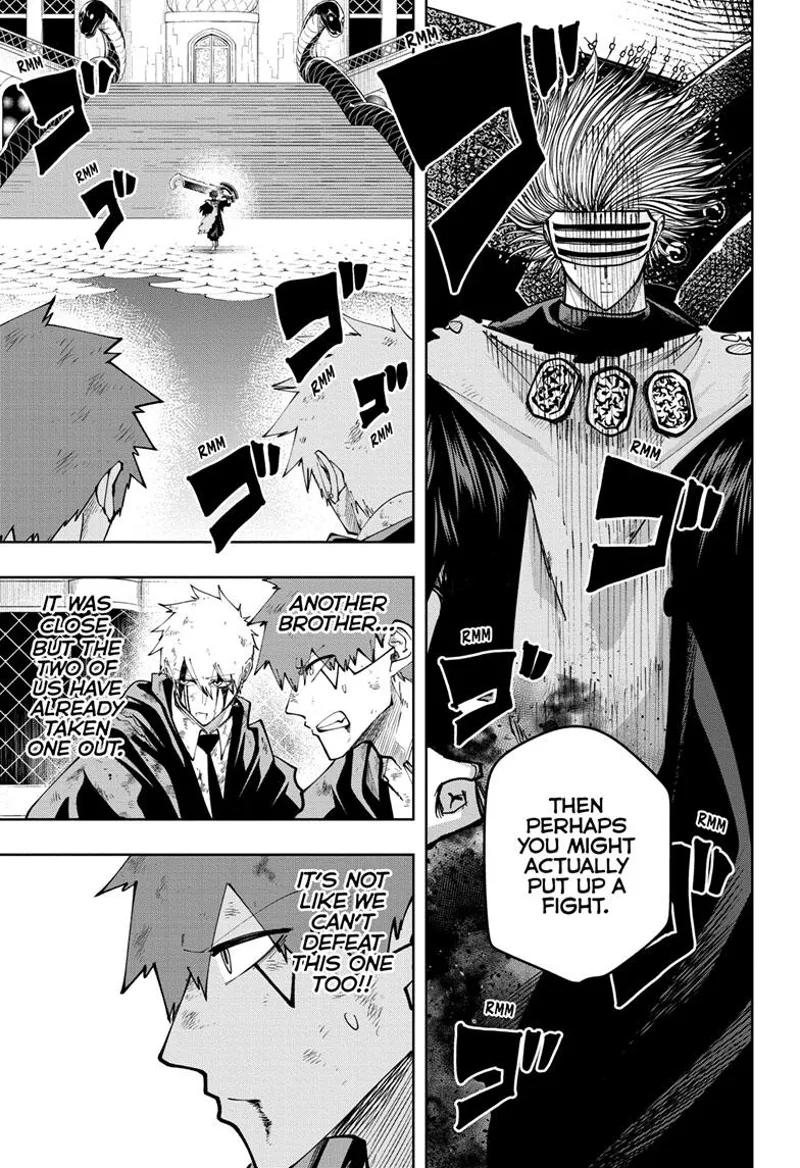 RMM
ゴ
RMM
ゴ
RMM
ゴ
RMM
ゴ
THEN
PERHAPS
YOU MIGHT
ACTUALLY
PUT UP A
FIGHT.
RMM
ゴ
RMM
ゴ
RMM
ゴ
RMM
ゴ
RMM
ゴ
RMM
ゴ
RMM
ゴ
ANOTHER
BROTHER...
IT WAS
CLOSE,
BUT THE
TWO OF
US HAVE
ALREADY
TAKEN
ONE OUT.
IT'S NOT
LIKE WE
CAN'T
DEFEAT
THIS ONE
TOO!!